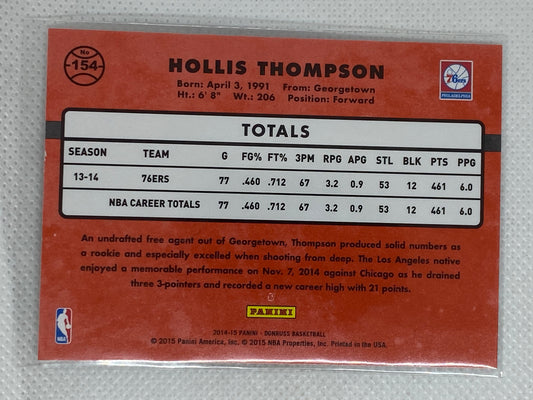 No
154
HOLLIS THOMPSON
Born: April 3, 1991 From: Georgetown
Ht.: 6' 8" Wt.: 206 Position: Forward
76ERS
PHILADELPHIA
TOTALS
SEASON TEAM G FG% FT% 3PM RPG APG STL BLK PTS PPG
13-14 76ERS 77 .460 .712 67 3.2 0.9 53 12 461 6.0
NBA CAREER TOTALS 77 .460 .712 67 3.2 0.9 53 12 461 6.0
An undrafted free agent out of Georgetown, Thompson produced solid numbers as
a rookie and especially excelled when shooting from deep. The Los Angeles native
enjoyed a memorable performance on Nov. 7, 2014 against Chicago as he drained
three 3-pointers and recorded a new career high with 21 points.
NBA
PANINI
2014-15 PANINI - DONRUSS BASKETBALL
© 2015 Panini America, Inc. © 2015 NBA Properties, Inc. Printed in the USA.